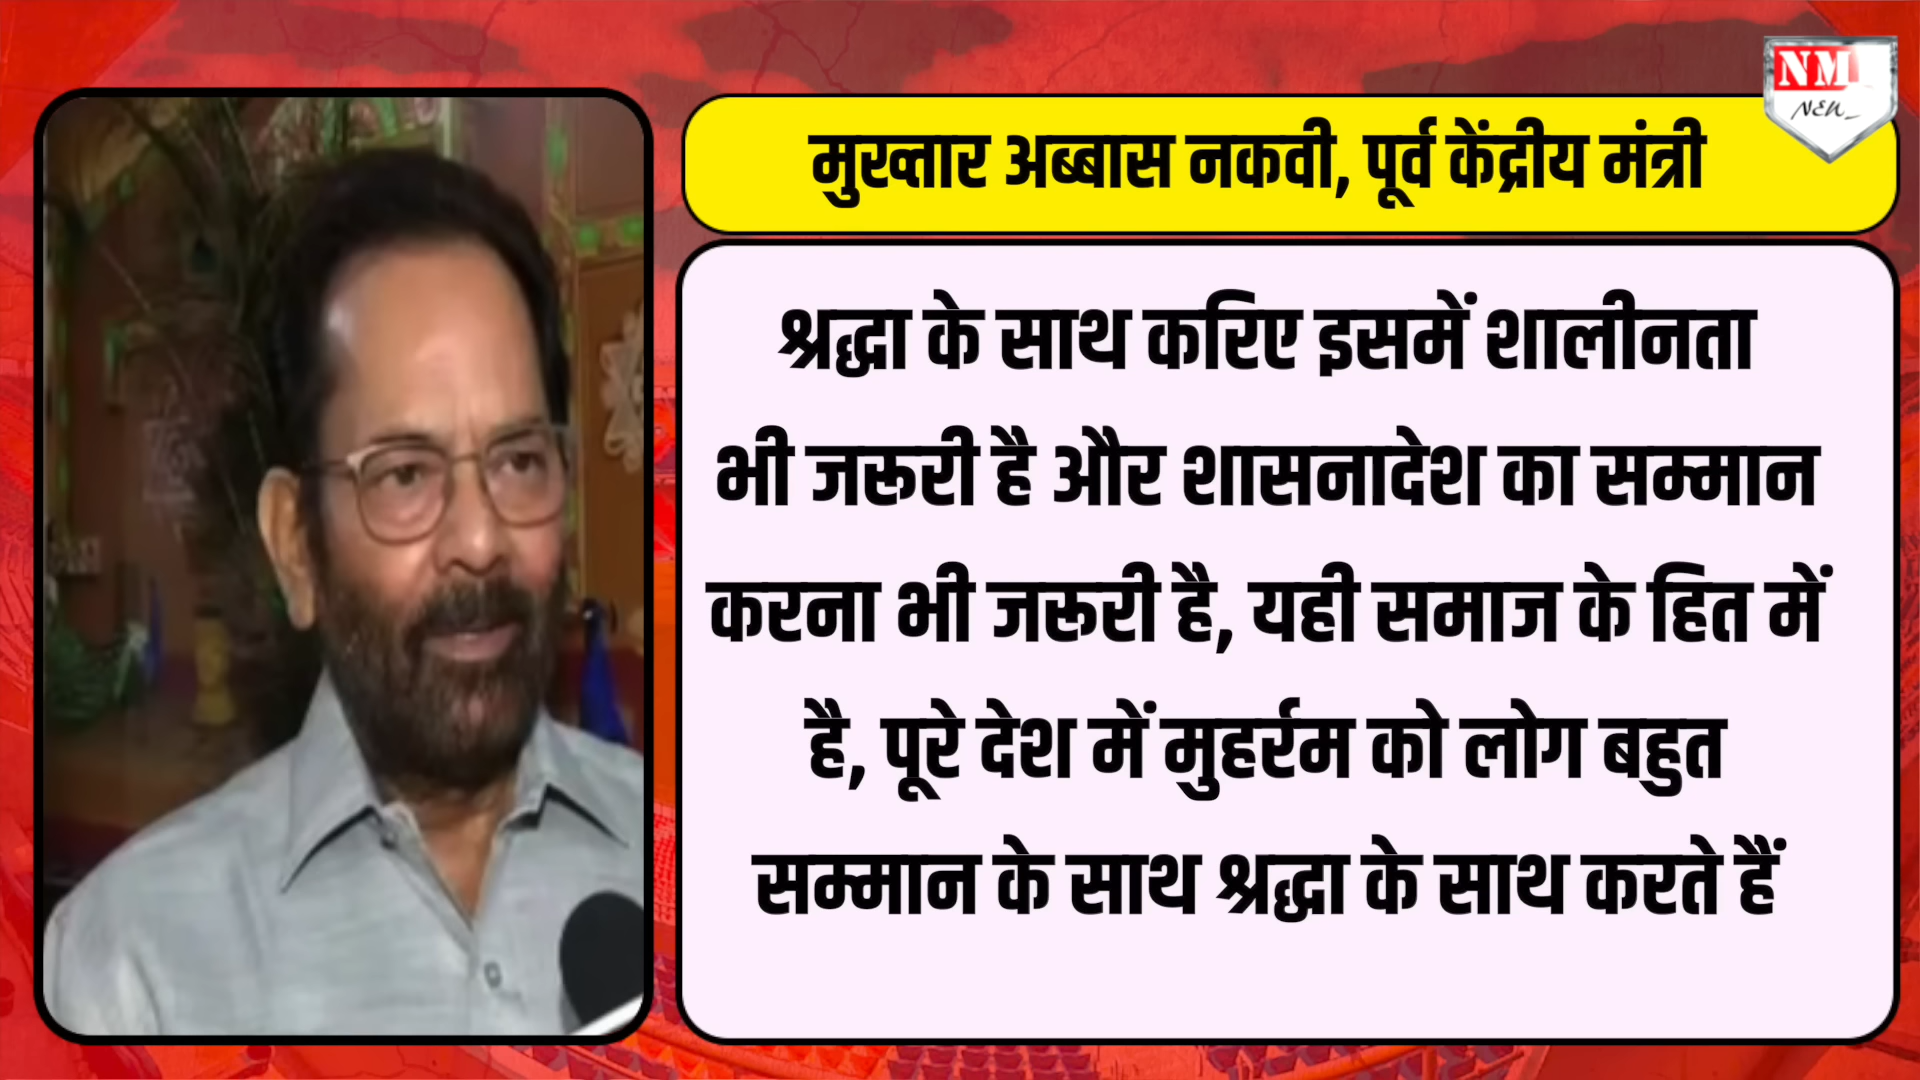 NM
NEW
मुख्तार अब्बास नकवी, पूर्व केंद्रीय मंत्री
श्रद्धा के साथ करिए इसमें शालीनता
भी जरूरी है और शासनादेश का सम्मान
करना भी जरूरी है, यही समाज के हित में
है, पूरे देश में मुहर्रम को लोग बहुत
सम्मान के साथ श्रद्धा के साथ करते हैं